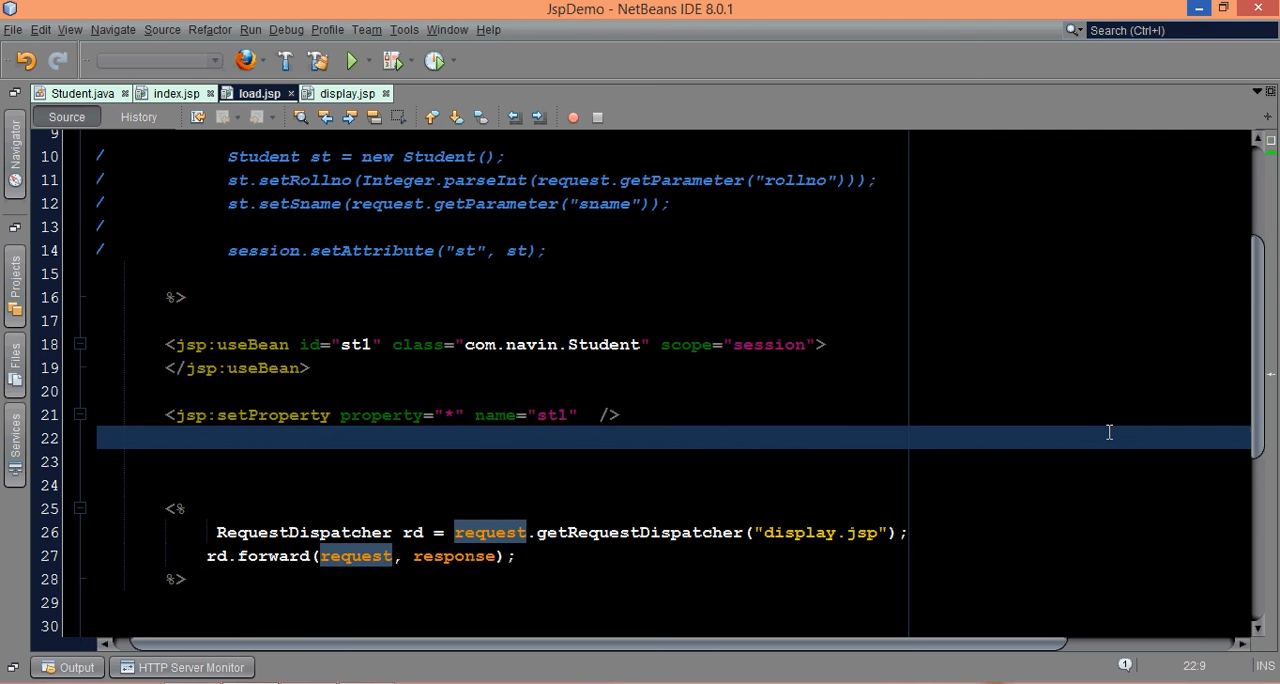 JspDemo - NetBeans IDE 8.0.1
File Edit View Navigate Source Refactor Run Debug Profile Team Tools Window Help
Search (Ctrl+I)
Student.java index.jsp load.jsp display.jsp
Source History
Navigator
Projects
Files
Services
9
10 / Student st = new Student();
11 / st.setRollno(Integer.parseInt(request.getParameter("rollno")));
12 / st.setSname(request.getParameter("sname"));
13 /
14 / session.setAttribute("st", st);
15
16 %>
17
18 <jsp:useBean id="st1" class="com.navin.Student" scope="session">
19 </jsp:useBean>
20
21 <jsp:setProperty property="*" name="st1" />
22
23
24
25 <%
26 RequestDispatcher rd = request.getRequestDispatcher("display.jsp");
27 rd.forward(request, response);
28 %>
29
30
Output HTTP Server Monitor 1 22:9 INS